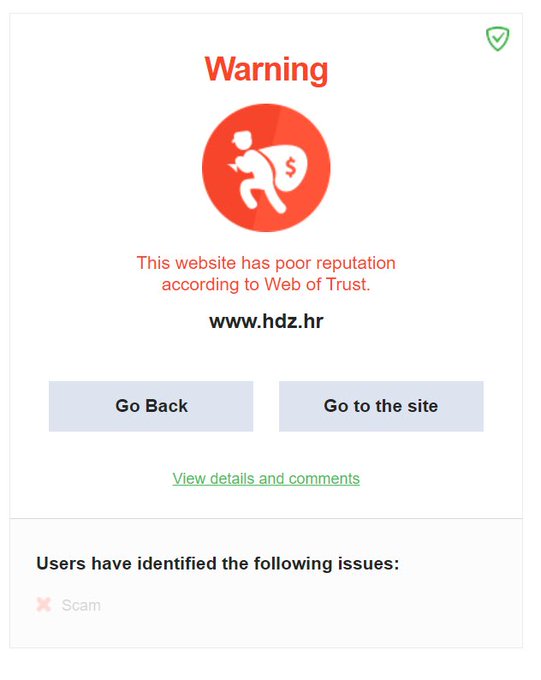 Warning
$
This website has poor reputation
according to Web of Trust.
www.hdz.hr
Go Back
Go to the site
View details and comments
Users have identified the following issues:
Scam